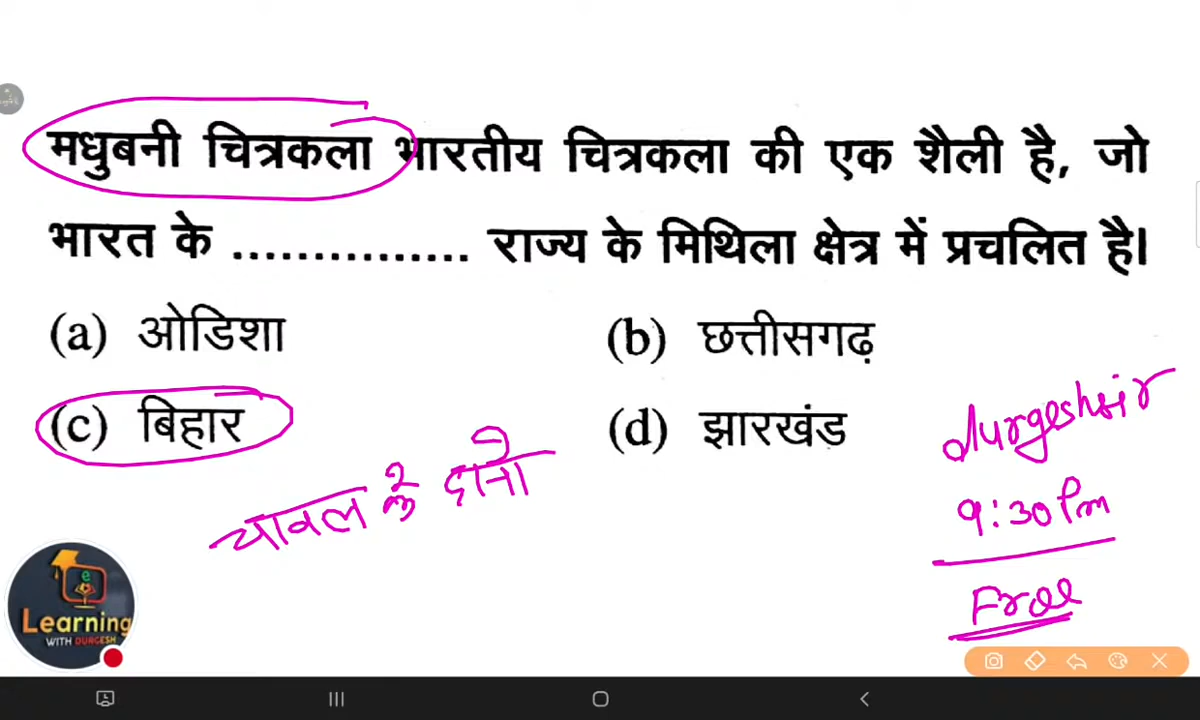 मधुबनी चित्रकला भारतीय चित्रकला की एक शैली है, जो
भारत के ............... राज्य के मिथिला क्षेत्र में प्रचलित है।
(a) ओडिशा (b) छत्तीसगढ़
(c) बिहार (d) झारखंड
चावल के दानो
durgeshsir
9:30 Pm
Free
e
Learning
WITH DURGESH